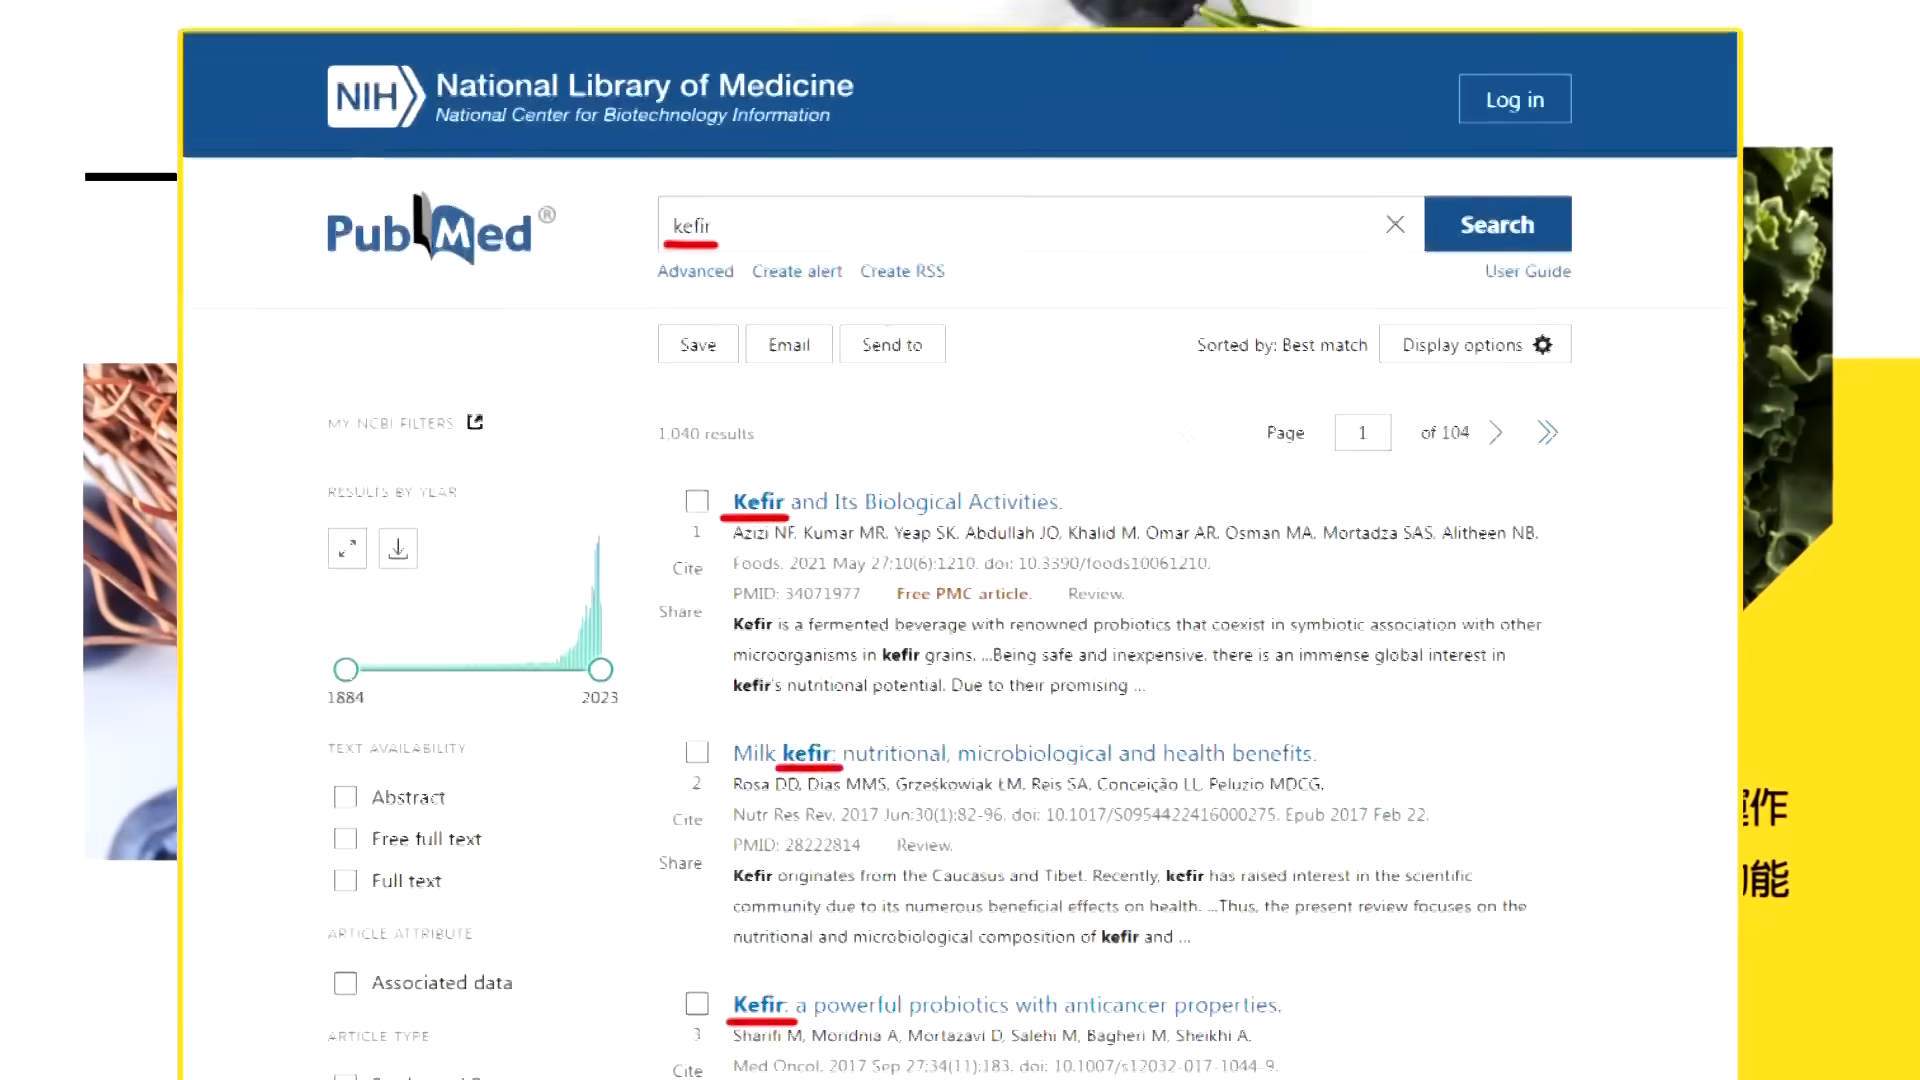 NIH National Library of Medicine
National Center for Biotechnology Information
Log in
PubMed®
kefir
Search
Advanced Create alert Create RSS
User Guide
Save Email Send to
Sorted by: Best match Display options
MY NCBI FILTERS
1,040 results
Page 1 of 104
RESULTS BY YEAR
1884 2023
TEXT AVAILABILITY
Abstract
Free full text
Full text
ARTICLE ATTRIBUTE
Associated data
ARTICLE TYPE
Kefir and Its Biological Activities.
1
Cite
Share
Azizi NF, Kumar MR, Yeap SK, Abdullah JO, Khalid M, Omar AR, Osman MA, Mortadza SAS, Alitheen NB.
Foods. 2021 May 27;10(6):1210. doi: 10.3390/foods10061210.
PMID: 34071977 Free PMC article. Review.
Kefir is a fermented beverage with renowned probiotics that coexist in symbiotic association with other
microorganisms in kefir grains. ...Being safe and inexpensive, there is an immense global interest in
kefir's nutritional potential. Due to their promising ...
Milk kefir: nutritional, microbiological and health benefits.
2
Cite
Share
Rosa DD, Dias MMS, Grześkowiak ŁM, Reis SA, Conceição LL, Peluzio MDCG.
Nutr Res Rev. 2017 Jun;30(1):82-96. doi: 10.1017/S0954422416000275. Epub 2017 Feb 22.
PMID: 28222814 Review.
Kefir originates from the Caucasus and Tibet. Recently, kefir has raised interest in the scientific
community due to its numerous beneficial effects on health. ...Thus, the present review focuses on the
nutritional and microbiological composition of kefir and ...
Kefir: a powerful probiotics with anticancer properties.
3
Cite
Sharifi M, Moridnia A, Mortazavi D, Salehi M, Bagheri M, Sheikhi A.
Med Oncol. 2017 Sep 27;34(11):183. doi: 10.1007/s12032-017-1044-9.
作
能